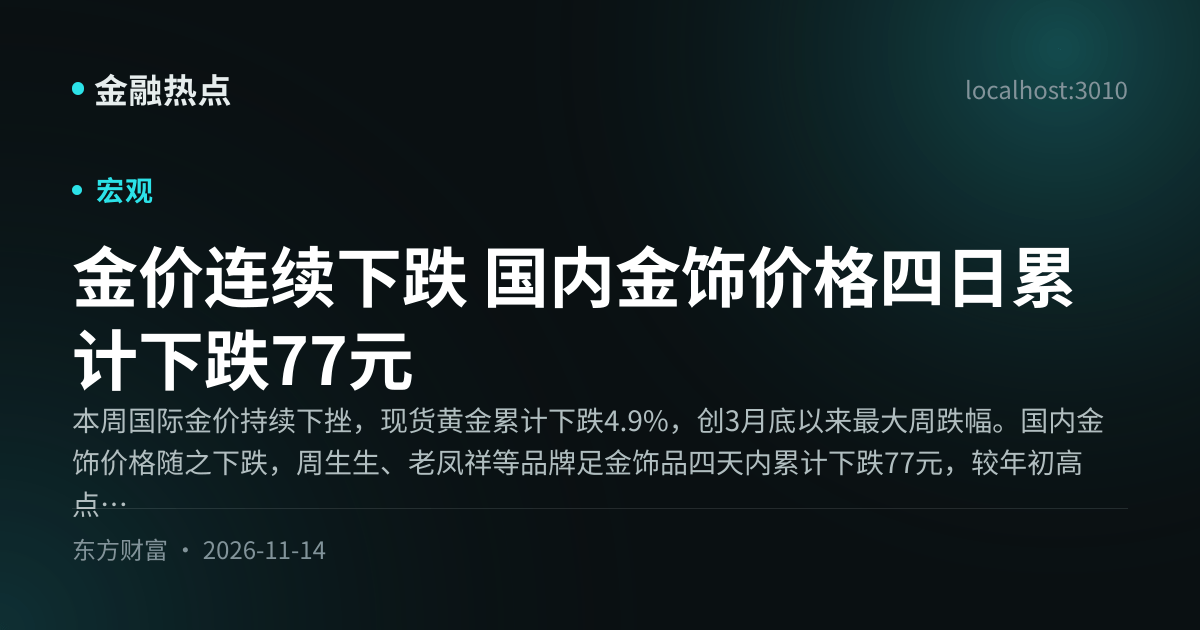 金融热点
localhost:3010
宏观
金价连续下跌 国内金饰价格四日累
计下跌77元
本周国际金价持续下挫，现货黄金累计下跌4.9%，创3月底以来最大周跌幅。国内金
饰价格随之下跌，周生生、老凤祥等品牌足金饰品四天内累计下跌77元，较年初高
点…
东方财富 • 2026-11-14